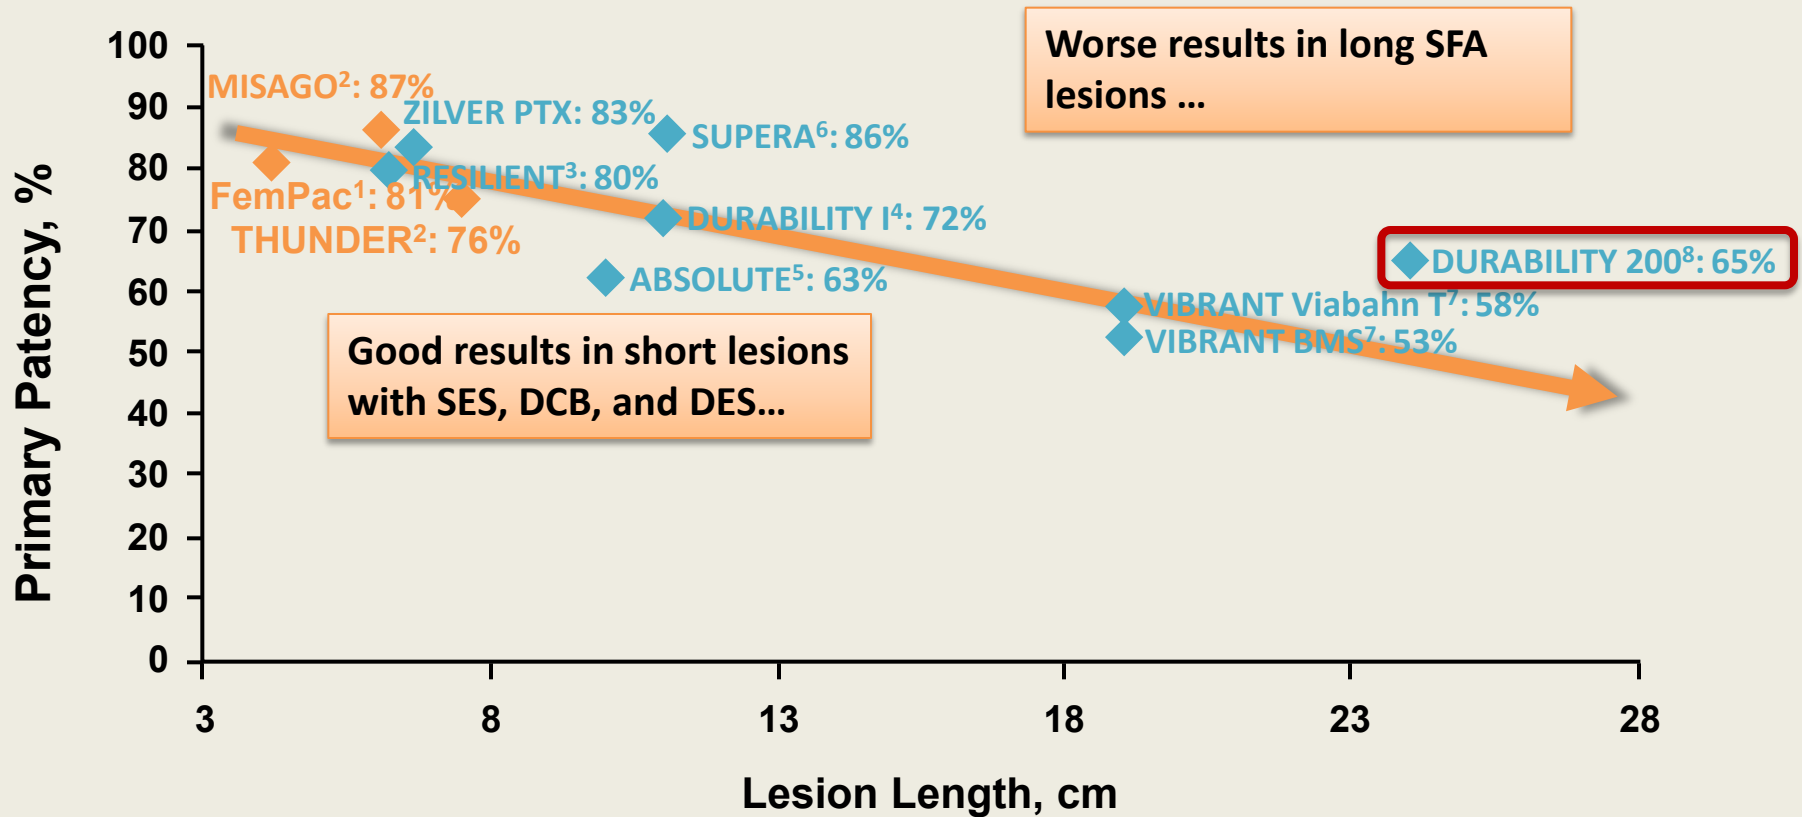 Worse results in long SFA
lesions …
100
90
80
70
60
50
40
30
20
10
0
Primary Patency, %
MISAGO²: 87%
ZILVER PTX: 83%
SUPERA⁶: 86%
RESILIENT³: 80%
FemPac¹: 81%
THUNDER²: 76%
DURABILITY I⁴: 72%
ABSOLUTE⁵: 63%
DURABILITY 200⁸: 65%
VIBRANT Viabahn T⁷: 58%
VIBRANT BMS⁷: 53%
Good results in short lesions
with SES, DCB, and DES…
3 8 13 18 23 28
Lesion Length, cm